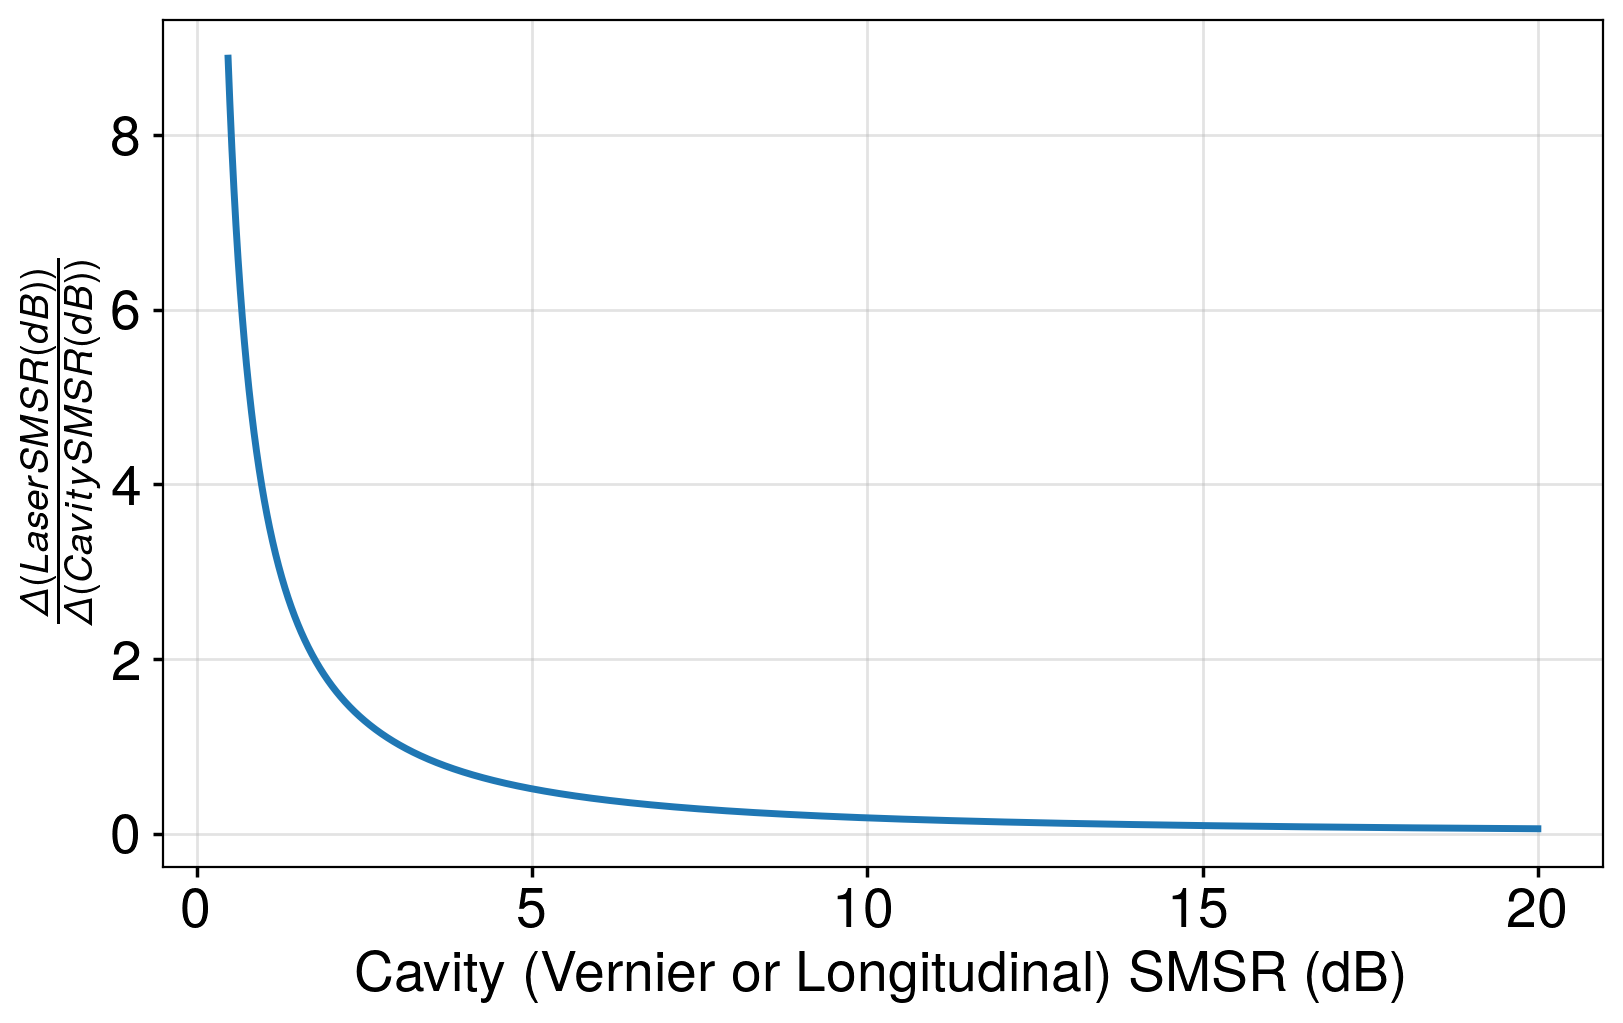 Δ(LaserSMSR(dB))
Δ(CavitySMSR(dB))
8
6
4
2
0
0 5 10 15 20
Cavity (Vernier or Longitudinal) SMSR (dB)